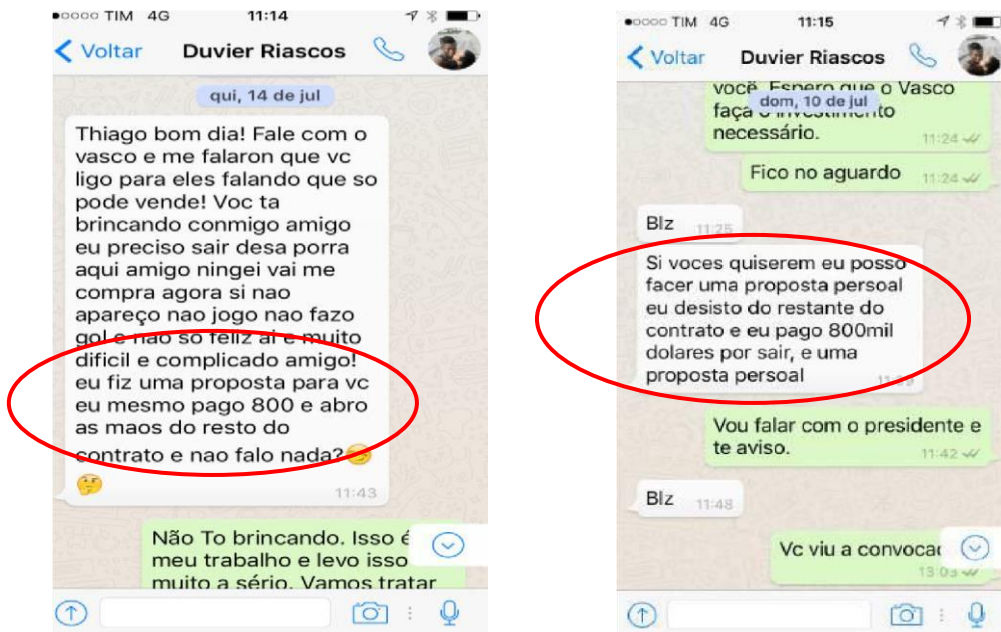 ●○○○○ TIM 4G 11:14
Voltar Duvier Riascos
qui, 14 de jul
Thiago bom dia! Fale com o
vasco e me falaron que vc
ligo para eles falando que so
pode vende! Voc ta
brincando conmigo amigo
eu preciso sair desa porra
aqui amigo ningei vai me
compra agora si nao
apareço nao jogo nao fazo
gol e nao so feliz ai e muito
dificil e complicado amigo!
eu fiz uma proposta para vc
eu mesmo pago 800 e abro
as maos do resto do
contrato e nao falo nada?
11:43
Não To brincando. Isso é
meu trabalho e levo isso
muito a sério. Vamos tratar
●○○○○ TIM 4G 11:15
Voltar Duvier Riascos
dom, 10 de jul
você. Espero que o Vasco
faça o investimento
necessário. 11:24
Fico no aguardo 11:24
Blz 11:25
Si voces quiserem eu posso
facer uma proposta persoal
eu desisto do restante do
contrato e eu pago 800mil
dolares por sair, e uma
proposta persoal
Vou falar com o presidente e
te aviso. 11:42
Blz 11:48
Vc viu a convocac
13:03